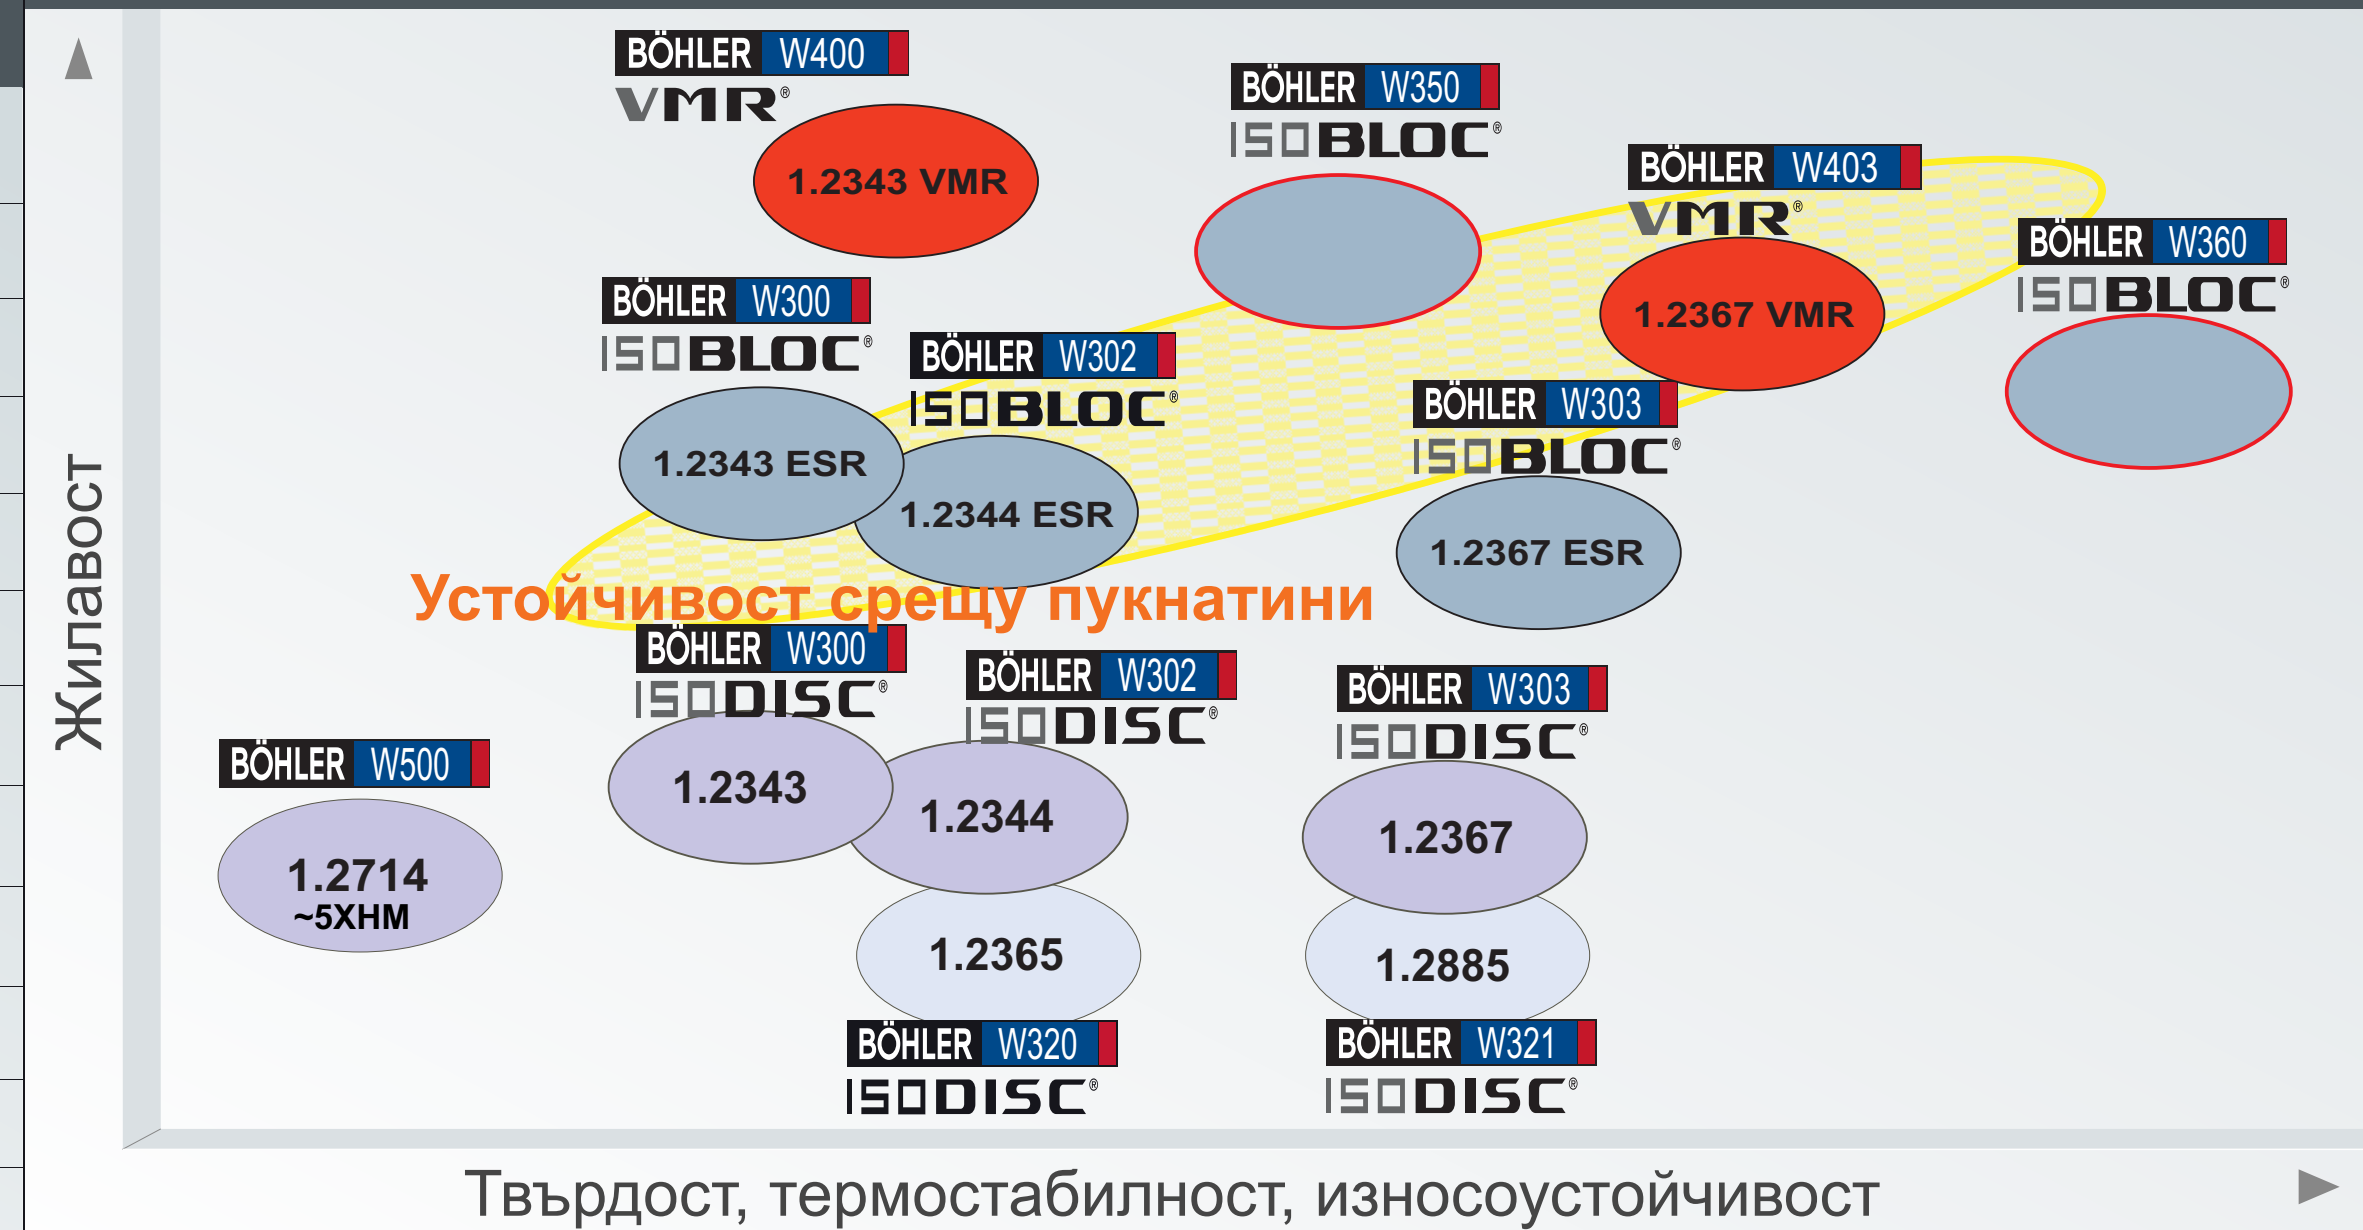 BÖHLER W400
VMR®
1.2343 VMR
BÖHLER W350
ISOBLOC®
BÖHLER W403
VMR®
1.2367 VMR
BÖHLER W360
ISOBLOC®
BÖHLER W300
ISOBLOC®
1.2343 ESR
BÖHLER W302
ISOBLOC®
1.2344 ESR
BÖHLER W303
ISOBLOC®
1.2367 ESR
Жилавост
Устойчивост срещу пукнатини
BÖHLER W300
ISODISC®
1.2343
BÖHLER W302
ISODISC®
1.2344
BÖHLER W303
ISODISC®
1.2367
BÖHLER W500
1.2714
~5ХНМ
1.2365
BÖHLER W320
ISODISC®
1.2885
BÖHLER W321
ISODISC®
Твърдост, термостабилност, износоустойчивост